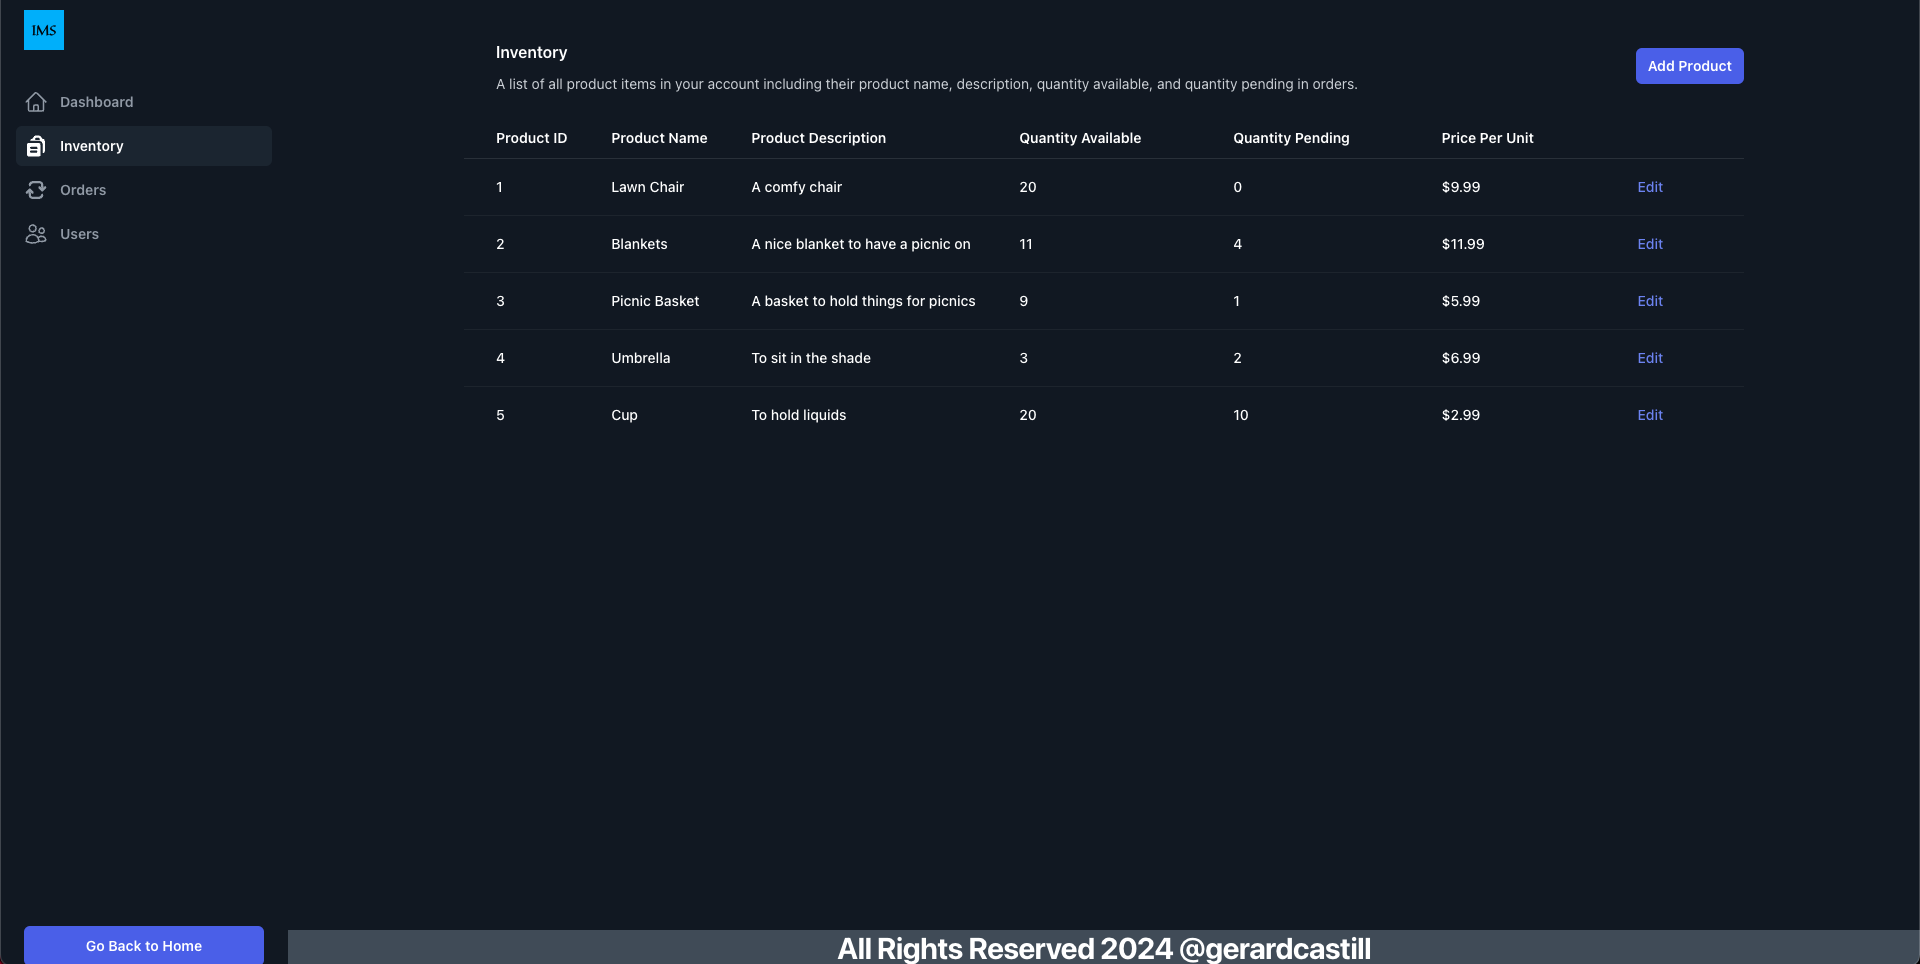 IMS
Dashboard
Inventory
Orders
Users
Go Back to Home
Inventory
A list of all product items in your account including their product name, description, quantity available, and quantity pending in orders.
Add Product
Product ID Product Name Product Description Quantity Available Quantity Pending Price Per Unit
1 Lawn Chair A comfy chair 20 0 $9.99 Edit
2 Blankets A nice blanket to have a picnic on 11 4 $11.99 Edit
3 Picnic Basket A basket to hold things for picnics 9 1 $5.99 Edit
4 Umbrella To sit in the shade 3 2 $6.99 Edit
5 Cup To hold liquids 20 10 $2.99 Edit
All Rights Reserved 2024 @gerardcastill